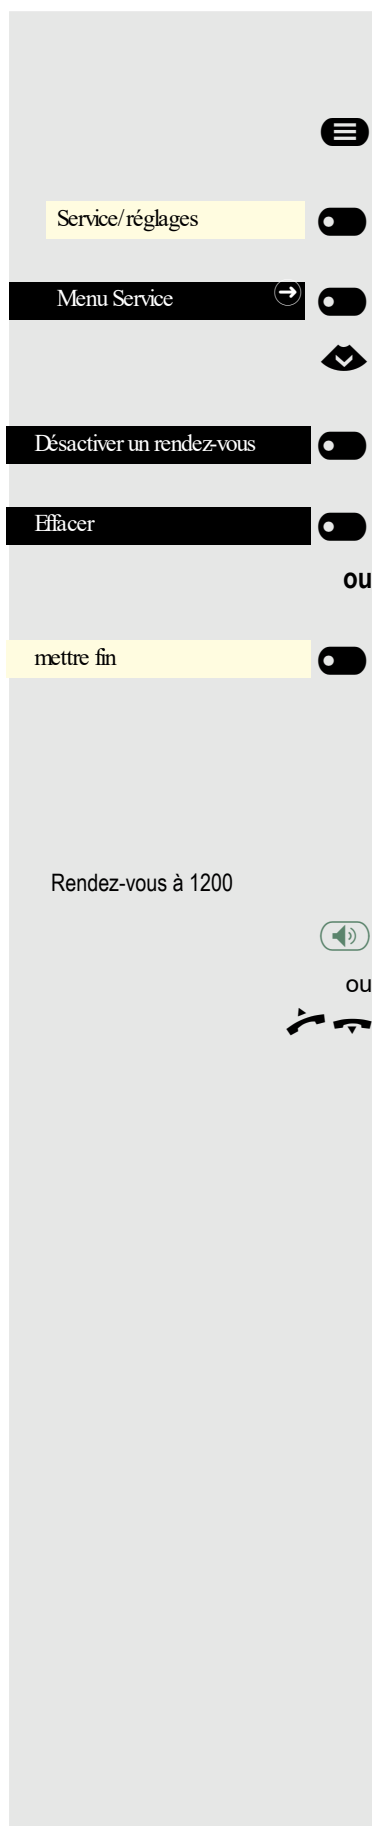 Service/réglages
Menu Service
Désactiver un rendez-vous
Effacer
ou
mettre fin
Rendez-vous à 1200
ou